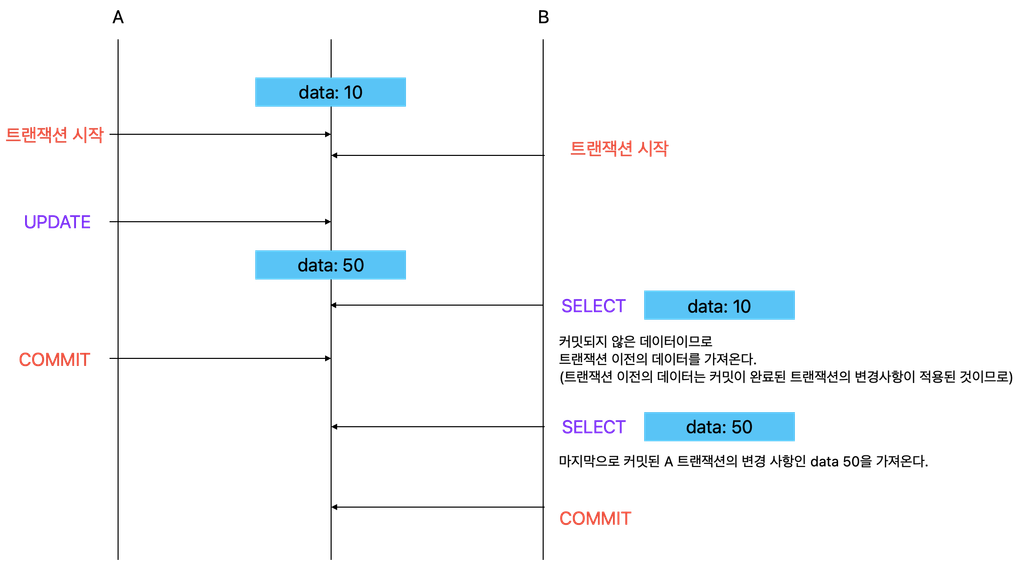 A
B
data: 10
트랜잭션 시작
트랜잭션 시작
UPDATE
data: 50
SELECT
data: 10
커밋되지 않은 데이터이므로
트랜잭션 이전의 데이터를 가져온다.
(트랜잭션 이전의 데이터는 커밋이 완료된 트랜잭션의 변경사항이 적용된 것이므로)
COMMIT
SELECT
data: 50
마지막으로 커밋된 A 트랜잭션의 변경 사항인 data 50을 가져온다.
COMMIT